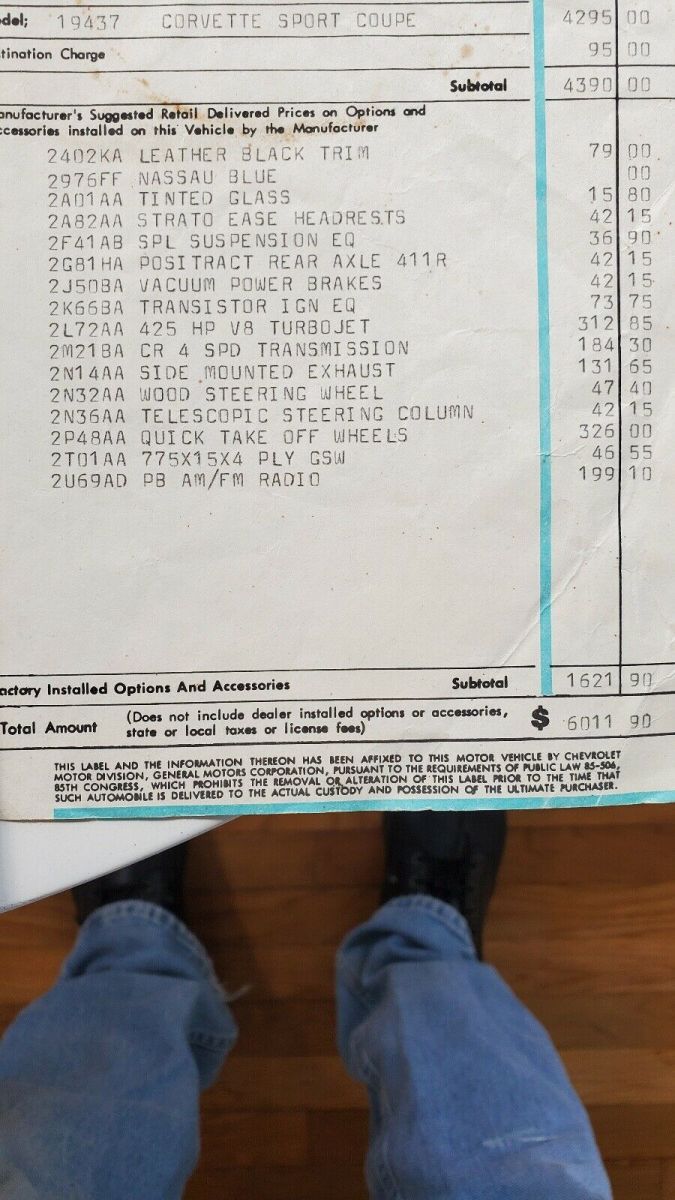 del; 19437 CORVETTE SPORT COUPE 4295 00
tination Charge 95 00
Subtotal 4390 00
anufacturer's Suggested Retail Delivered Prices on Options and
ccessories installed on this Vehicle by the Manufacturer
2402KA LEATHER BLACK TRIM 79 00
2976FF NASSAU BLUE 00
2A01AA TINTED GLASS 15 80
2A82AA STRATO EASE HEADRESTS 42 15
2F41AB SPL SUSPENSION EQ 36 90
2G81HA POSITRACT REAR AXLE 411R 42 15
2J50BA VACUUM POWER BRAKES 42 15
2K66BA TRANSISTOR IGN EQ 73 75
2L72AA 425 HP V8 TURBOJET 312 85
2M21BA CR 4 SPD TRANSMISSION 184 30
2N14AA SIDE MOUNTED EXHAUST 131 65
2N32AA WOOD STEERING WHEEL 47 40
2N36AA TELESCOPIC STEERING COLUMN 42 15
2P48AA QUICK TAKE OFF WHEELS 326 00
2T01AA 775X15X4 PLY GSW 46 55
2U69AD PB AM/FM RADIO 199 10
actory Installed Options And Accessories Subtotal 1621 90
Total Amount (Does not include dealer installed options or accessories, state or local taxes or license fees) $ 6011 90
THIS LABEL AND THE INFORMATION THEREON HAS BEEN AFFIXED TO THIS MOTOR VEHICLE BY CHEVROLET
MOTOR DIVISION, GENERAL MOTORS CORPORATION, PURSUANT TO THE REQUIREMENTS OF PUBLIC LAW 85-506,
85TH CONGRESS, WHICH PROHIBITS THE REMOVAL OR ALTERATION OF THIS LABEL PRIOR TO THE TIME THAT
SUCH AUTOMOBILE IS DELIVERED TO THE ACTUAL CUSTODY AND POSSESSION OF THE ULTIMATE PURCHASER.